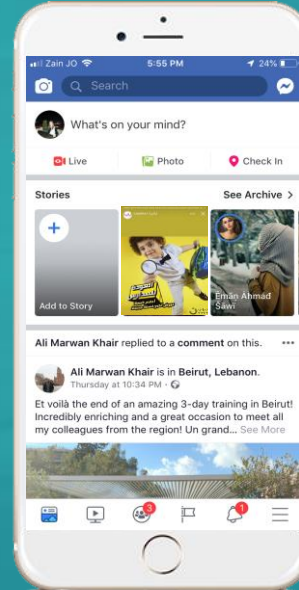 Zain JO
5:55 PM
24%
Search
What's on your mind?
Live
Photo
Check In
Stories
See Archive >
Add to Story
Eman Ahmad
Sawi
Ali Marwan Khair replied to a comment on this.
Ali Marwan Khair is in Beirut, Lebanon.
Thursday at 10:34 PM ·
Et voilà the end of an amazing 3-day training in Beirut!
Incredibly enriching and a great occasion to meet all
my colleagues from the region! Un grand... See More
3
1